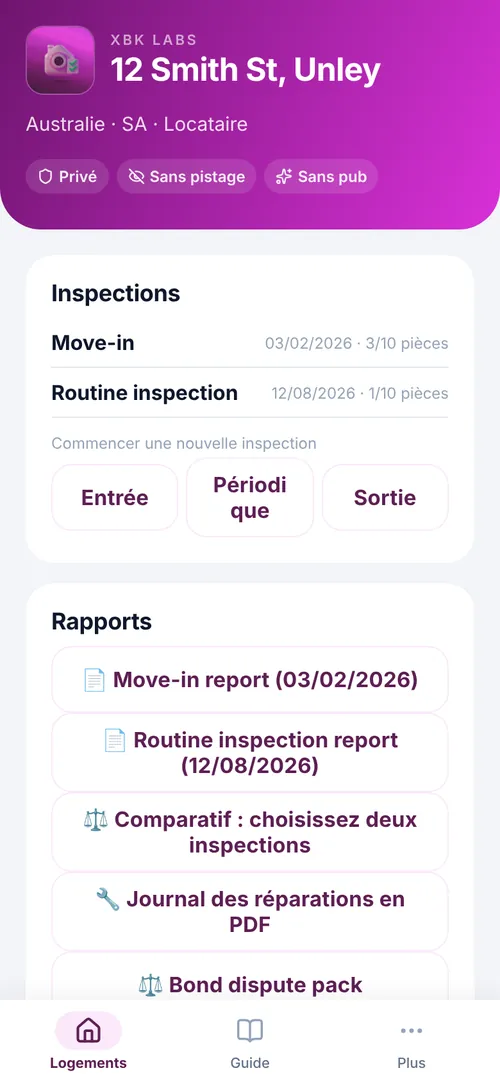 XBK LABS
12 Smith St, Unley
Australie · SA · Locataire
Privé
Sans pistage
Sans pub
Inspections
Move-in
03/02/2026 · 3/10 pièces
Routine inspection
12/08/2026 · 1/10 pièces
Commencer une nouvelle inspection
Entrée
Périodi
que
Sortie
Rapports
📄 Move-in report (03/02/2026)
📄 Routine inspection report
(12/08/2026)
⚖️ Comparatif : choisissez deux
inspections
🔧 Journal des réparations en
PDF
⚖️ Bond dispute pack
Logements
Guide
Plus